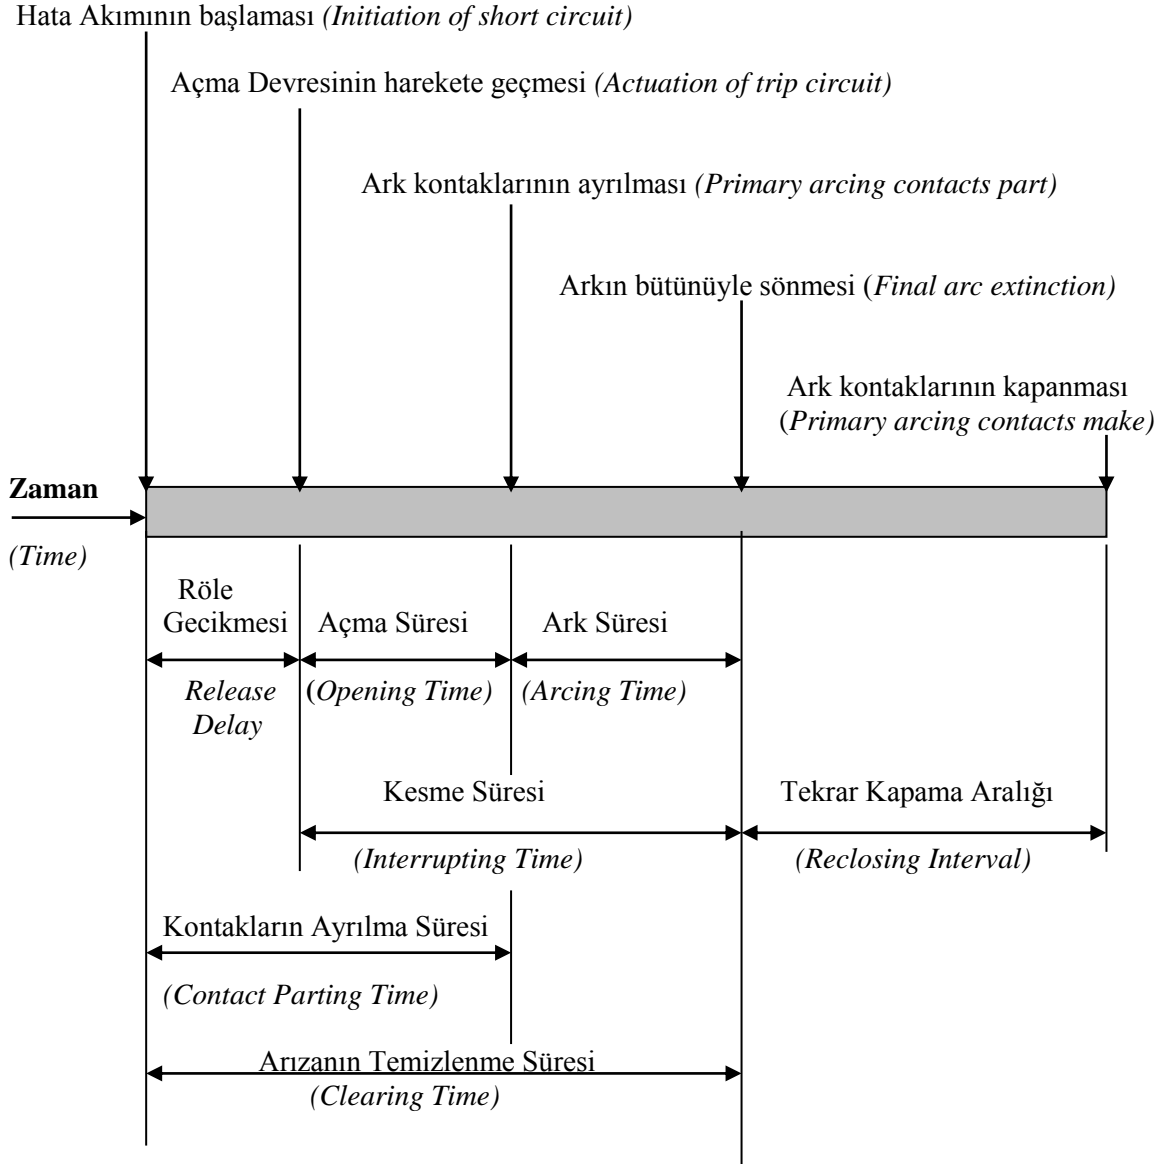 Hata Akımının başlaması (Initiation of short circuit)
Açma Devresinin harekete geçmesi (Actuation of trip circuit)
Ark kontaklarının ayrılması (Primary arcing contacts part)
Arkın bütünüyle sönmesi (Final arc extinction)
Ark kontaklarının kapanması
(Primary arcing contacts make)
Zaman
(Time)
Röle
Gecikmesi
Açma Süresi
Ark Süresi
Release
Delay
(Opening Time)
(Arcing Time)
Kesme Süresi
Tekrar Kapama Aralığı
(Interrupting Time)
(Reclosing Interval)
Kontakların Ayrılma Süresi
(Contact Parting Time)
Arızanın Temizlenme Süresi
(Clearing Time)